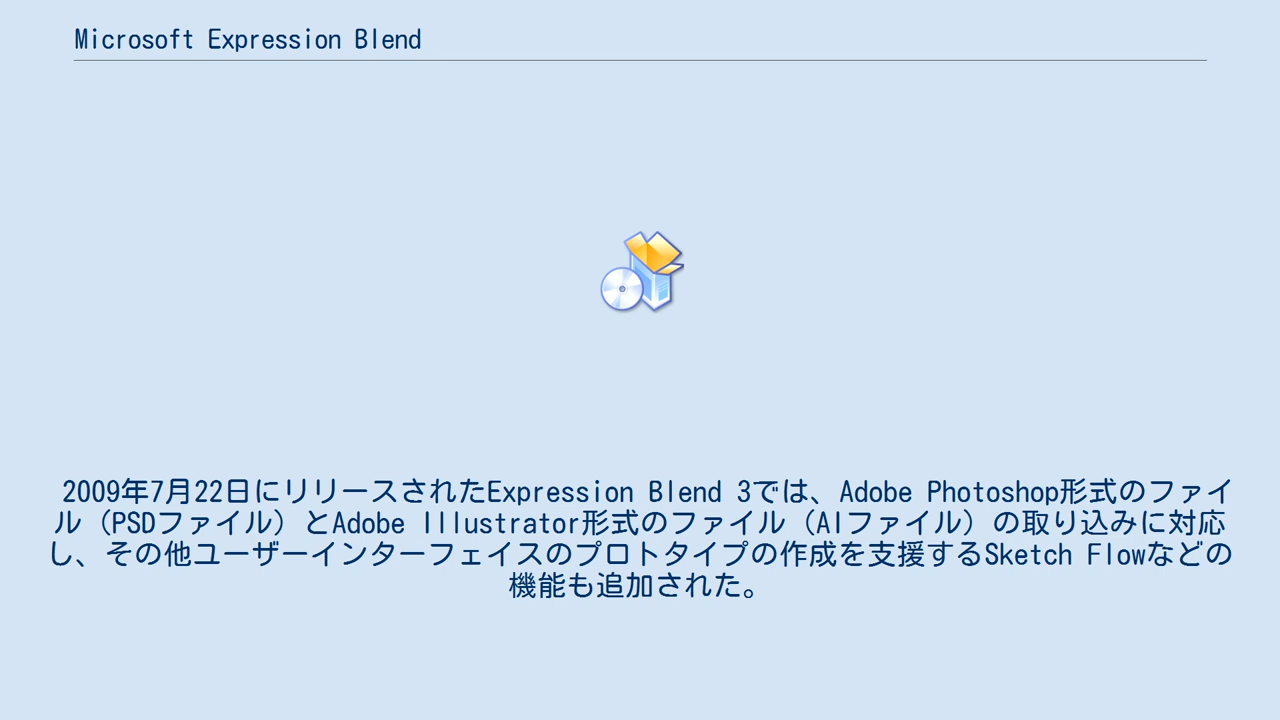 Microsoft Expression Blend
2009年7月22日にリリースされたExpression Blend 3では、Adobe Photoshop形式のファイ
ル（PSDファイル）とAdobe Illustrator形式のファイル（AIファイル）の取り込みに対応
し、その他ユーザーインターフェイスのプロトタイプの作成を支援するSketch Flowなどの
機能も追加された。